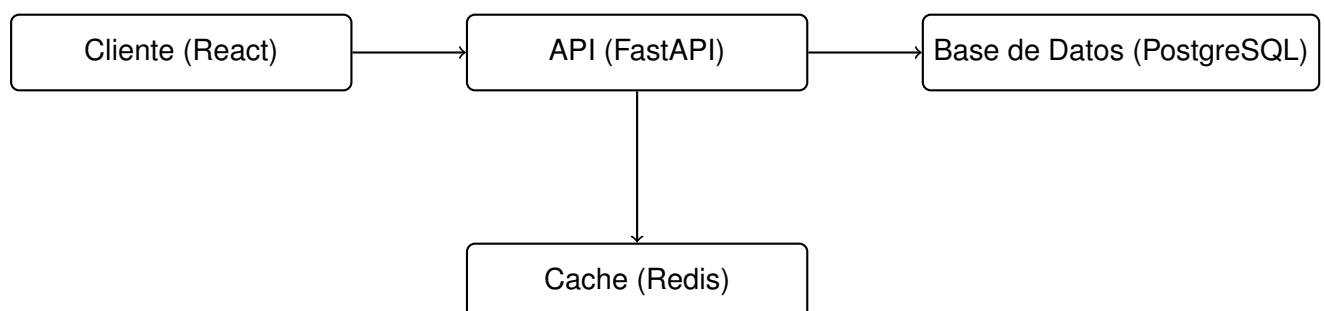 Cliente (React)
API (FastAPI)
Base de Datos (PostgreSQL)
Cache (Redis)